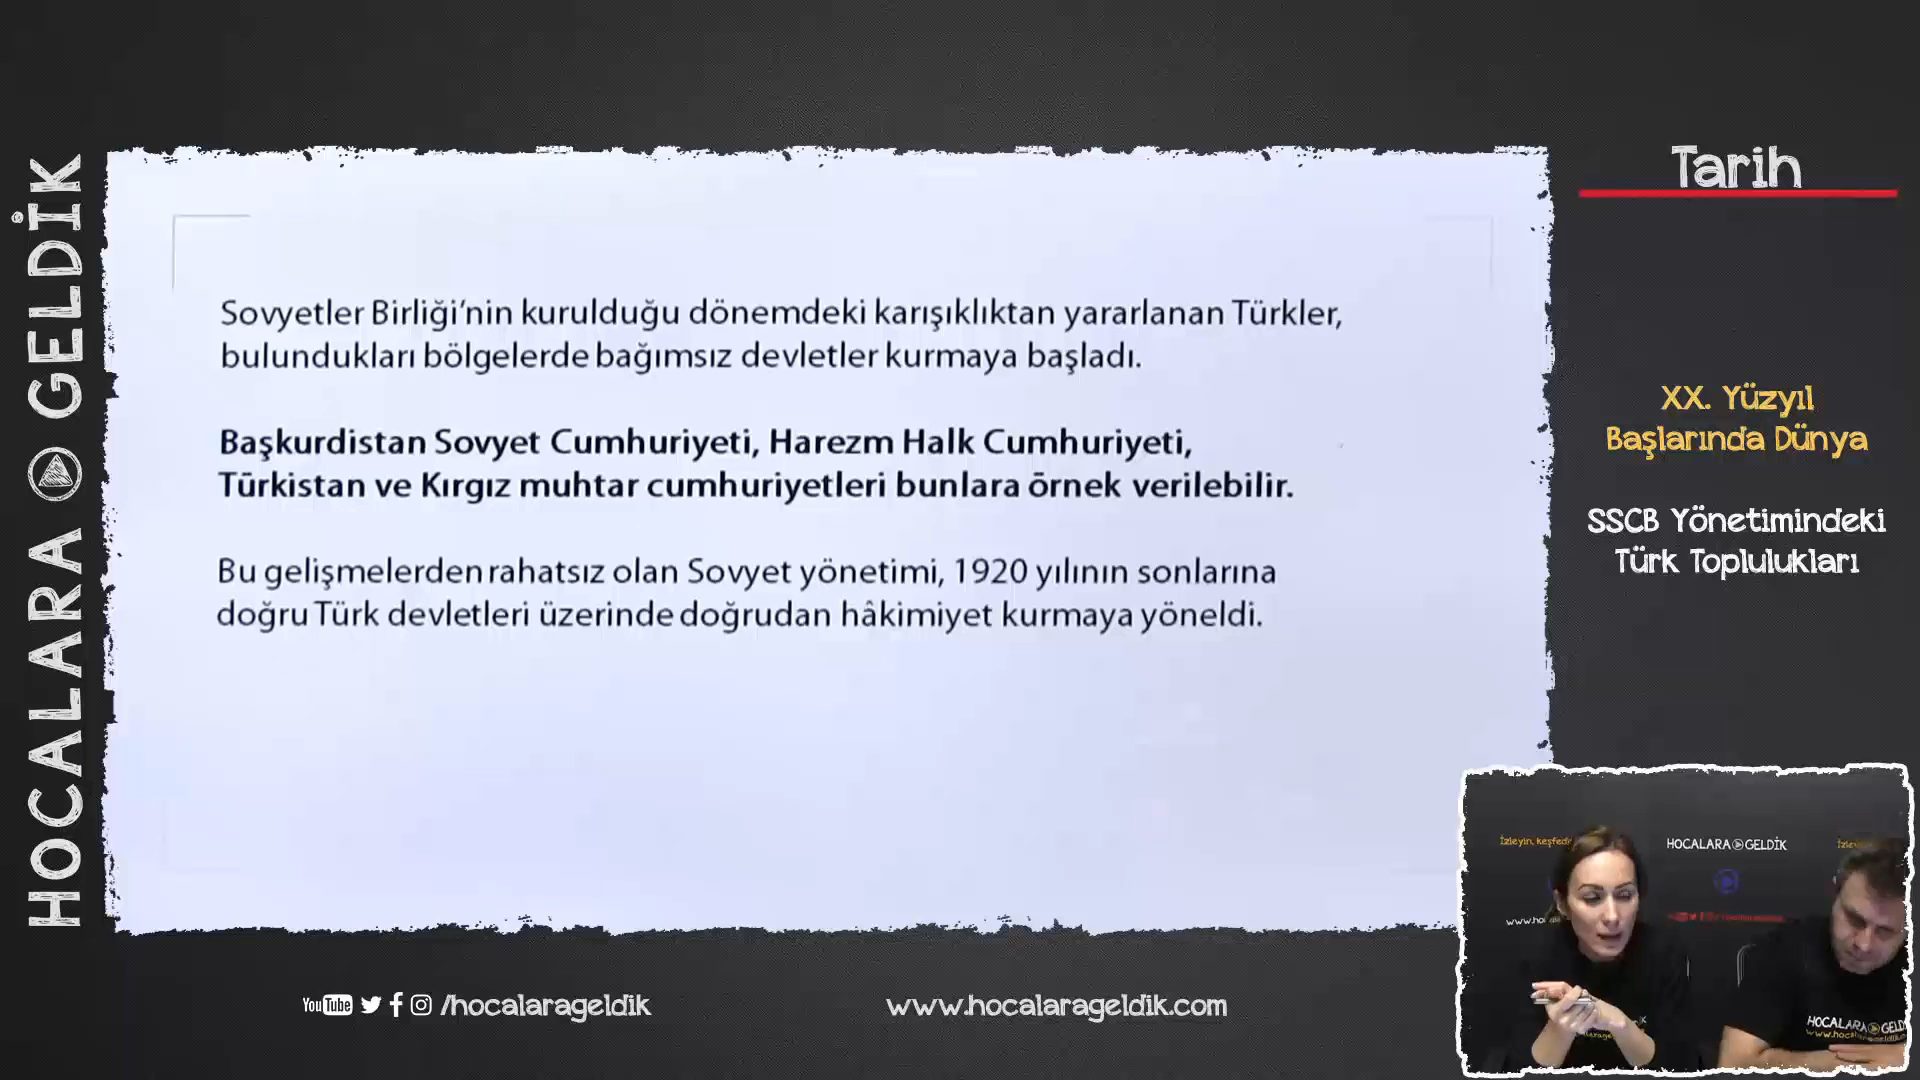 HOCALARA GELDİK
Sovyetler Birliği'nin kurulduğu dönemdeki karışıklıktan yararlanan Türkler,
bulundukları bölgelerde bağımsız devletler kurmaya başladı.
Başkurdistan Sovyet Cumhuriyeti, Harezm Halk Cumhuriyeti,
Türkistan ve Kırgız muhtar cumhuriyetleri bunlara örnek verilebilir.
Bu gelişmelerden rahatsız olan Sovyet yönetimi, 1920 yılının sonlarına
doğru Türk devletleri üzerinde doğrudan hâkimiyet kurmaya yöneldi.
Tarih
XX. Yüzyıl
Başlarında Dünya
SSCB Yönetimindeki
Türk Toplulukları
YouTube /hocalarageldik
www.hocalarageldik.com
HOCALARA GELDİK
HOCALARA GELD